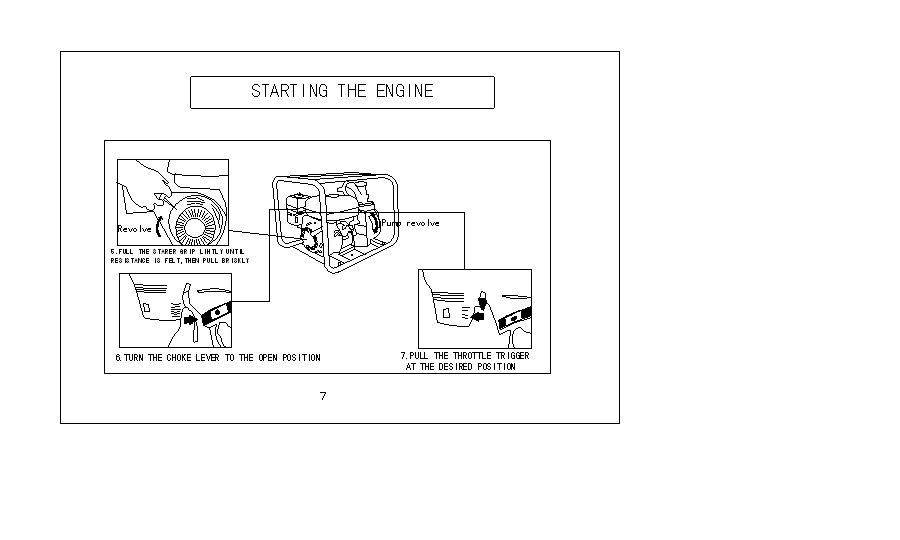 STARTING THE ENGINE
Revolve
Pump revolve
5.PULL THE STARER GRIP LIHTLY UNTIL
RESISTANCE IS FELT,THEN PULL BRISKLY
6.TURN THE CHOKE LEVER TO THE OPEN POSITION
7.PULL THE THROTTLE TRIGGER
AT THE DESIRED POSITION
7